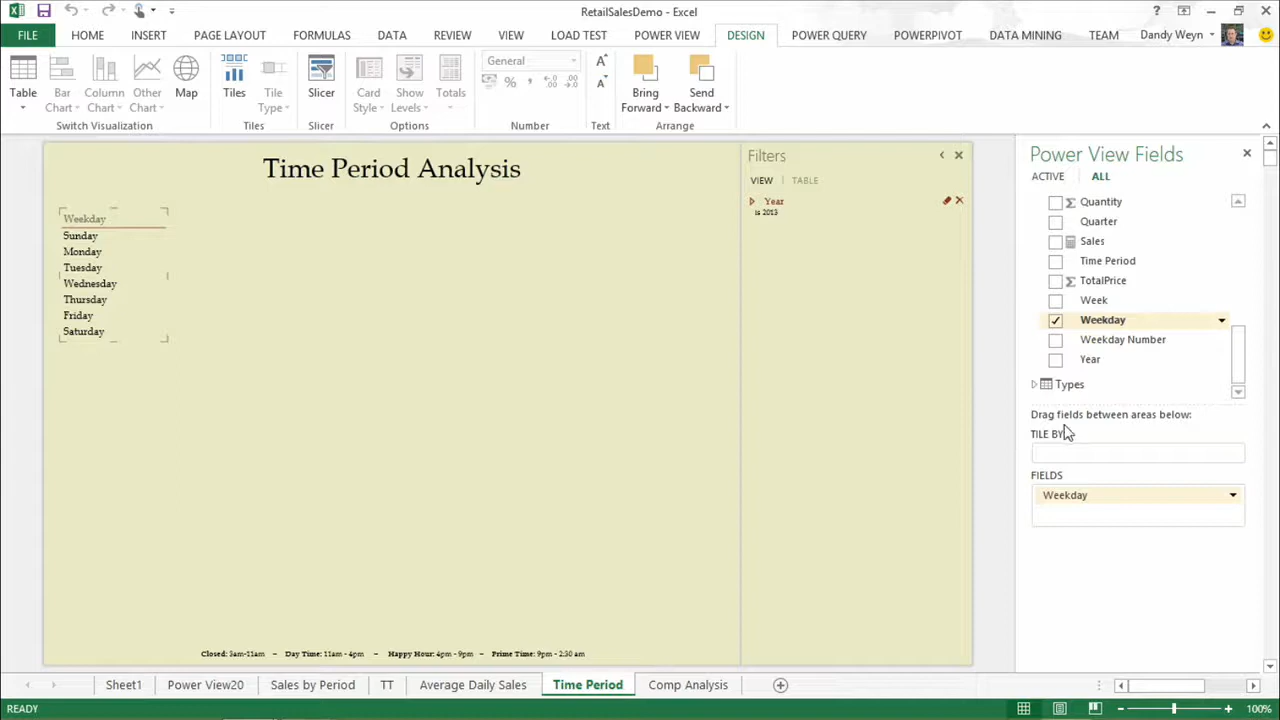 RetailSalesDemo - Excel
?
FILE HOME INSERT PAGE LAYOUT FORMULAS DATA REVIEW VIEW LOAD TEST POWER VIEW DESIGN POWER QUERY POWERPIVOT DATA MINING TEAM Dandy Weyn
Table Bar Chart Column Chart Other Chart Map Tiles Tile Type Slicer Card Style Show Levels Totals General % , Bring Forward Send Backward
Switch Visualization Tiles Slicer Options Number Text Arrange
Time Period Analysis
Weekday
Sunday
Monday
Tuesday
Wednesday
Thursday
Friday
Saturday
Closed: 3am-11am – Day Time: 11am - 4pm – Happy Hour: 4pm - 9pm – Prime Time: 9pm - 2:30 am
Filters
VIEW | TABLE
Year
is 2013
Power View Fields
ACTIVE ALL
Quantity
Quarter
Sales
Time Period
TotalPrice
Week
Weekday
Weekday Number
Year
Types
Drag fields between areas below:
TILE BY
FIELDS
Weekday
Sheet1 Power View20 Sales by Period TT Average Daily Sales Time Period Comp Analysis
READY 100%